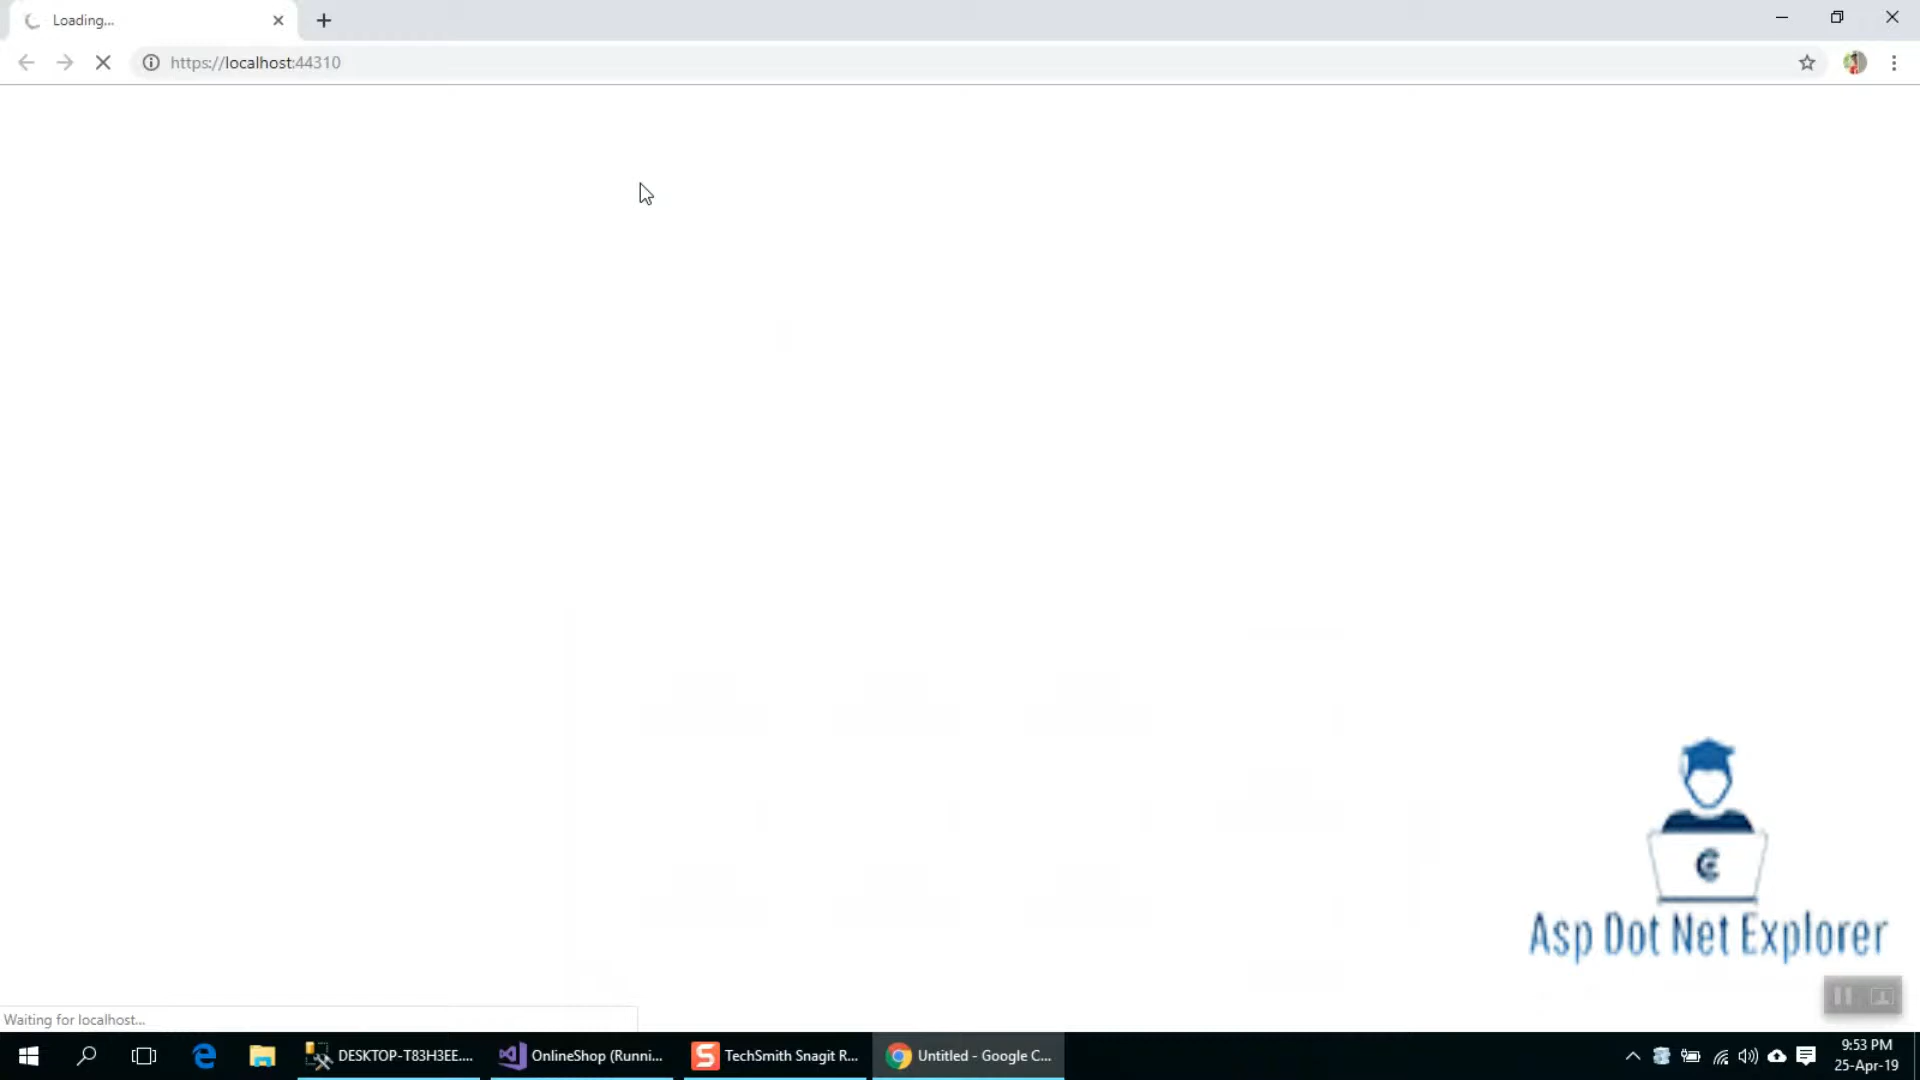 Loading...
https://localhost:44310
Asp Dot Net Explorer
Waiting for localhost...
DESKTOP-T83H3EE....
OnlineShop (Runni...
TechSmith Snagit R...
Untitled - Google C...
9:53 PM
25-Apr-19